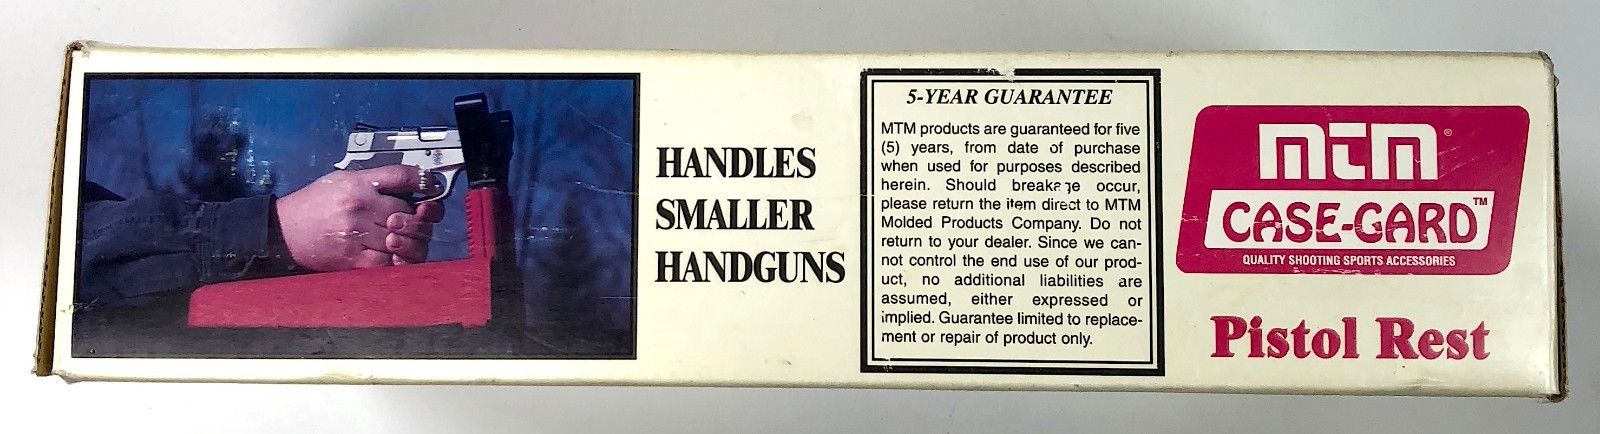 HANDLES
SMALLER
HANDGUNS
5-YEAR GUARANTEE
MTM products are guaranteed for five
(5) years, from date of purchase
when used for purposes described
herein. Should breakage occur,
please return the item direct to MTM
Molded Products Company. Do not
return to your dealer. Since we can-
not control the end use of our prod-
uct, no additional liabilities are
assumed, either expressed or
implied. Guarantee limited to replace-
ment or repair of product only.
mtm®
CASE-GARD™
QUALITY SHOOTING SPORTS ACCESSORIES
Pistol Rest